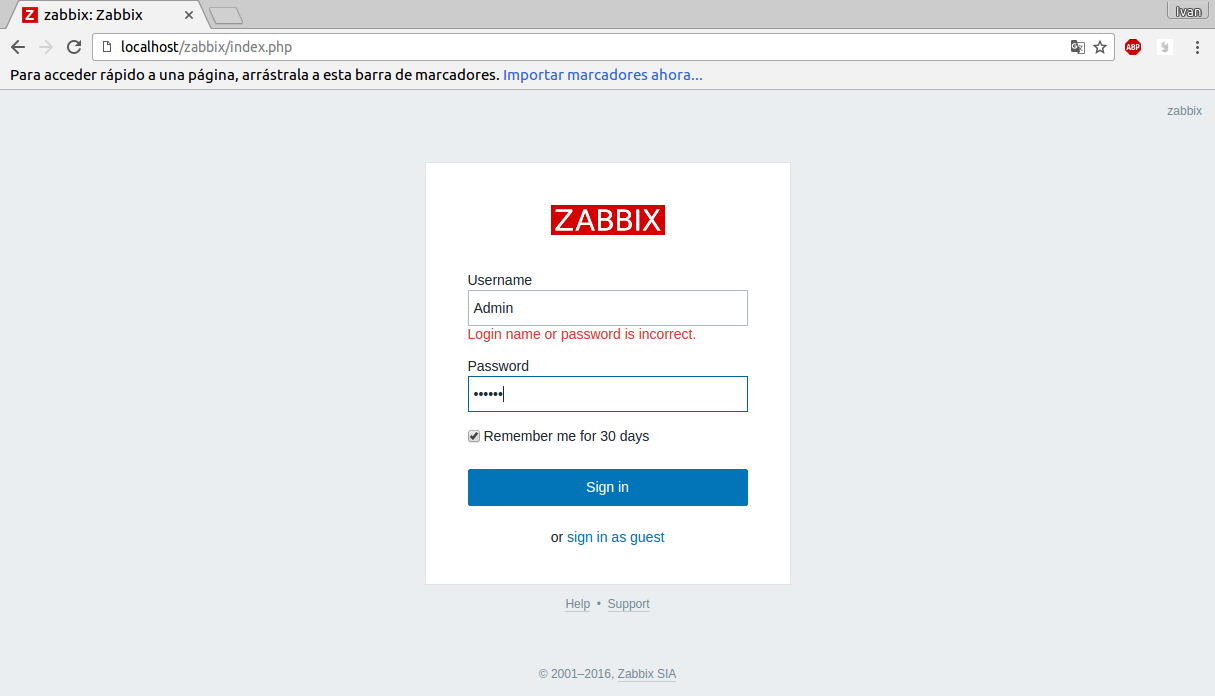 Z zabbix: Zabbix
Ivan
localhost/zabbix/index.php
ABP
Para acceder rápido a una página, arrástrala a esta barra de marcadores. Importar marcadores ahora...
zabbix
ZABBIX
Username
Admin
Login name or password is incorrect.
Password
••••••
Remember me for 30 days
Sign in
or sign in as guest
Help • Support
© 2001–2016, Zabbix SIA